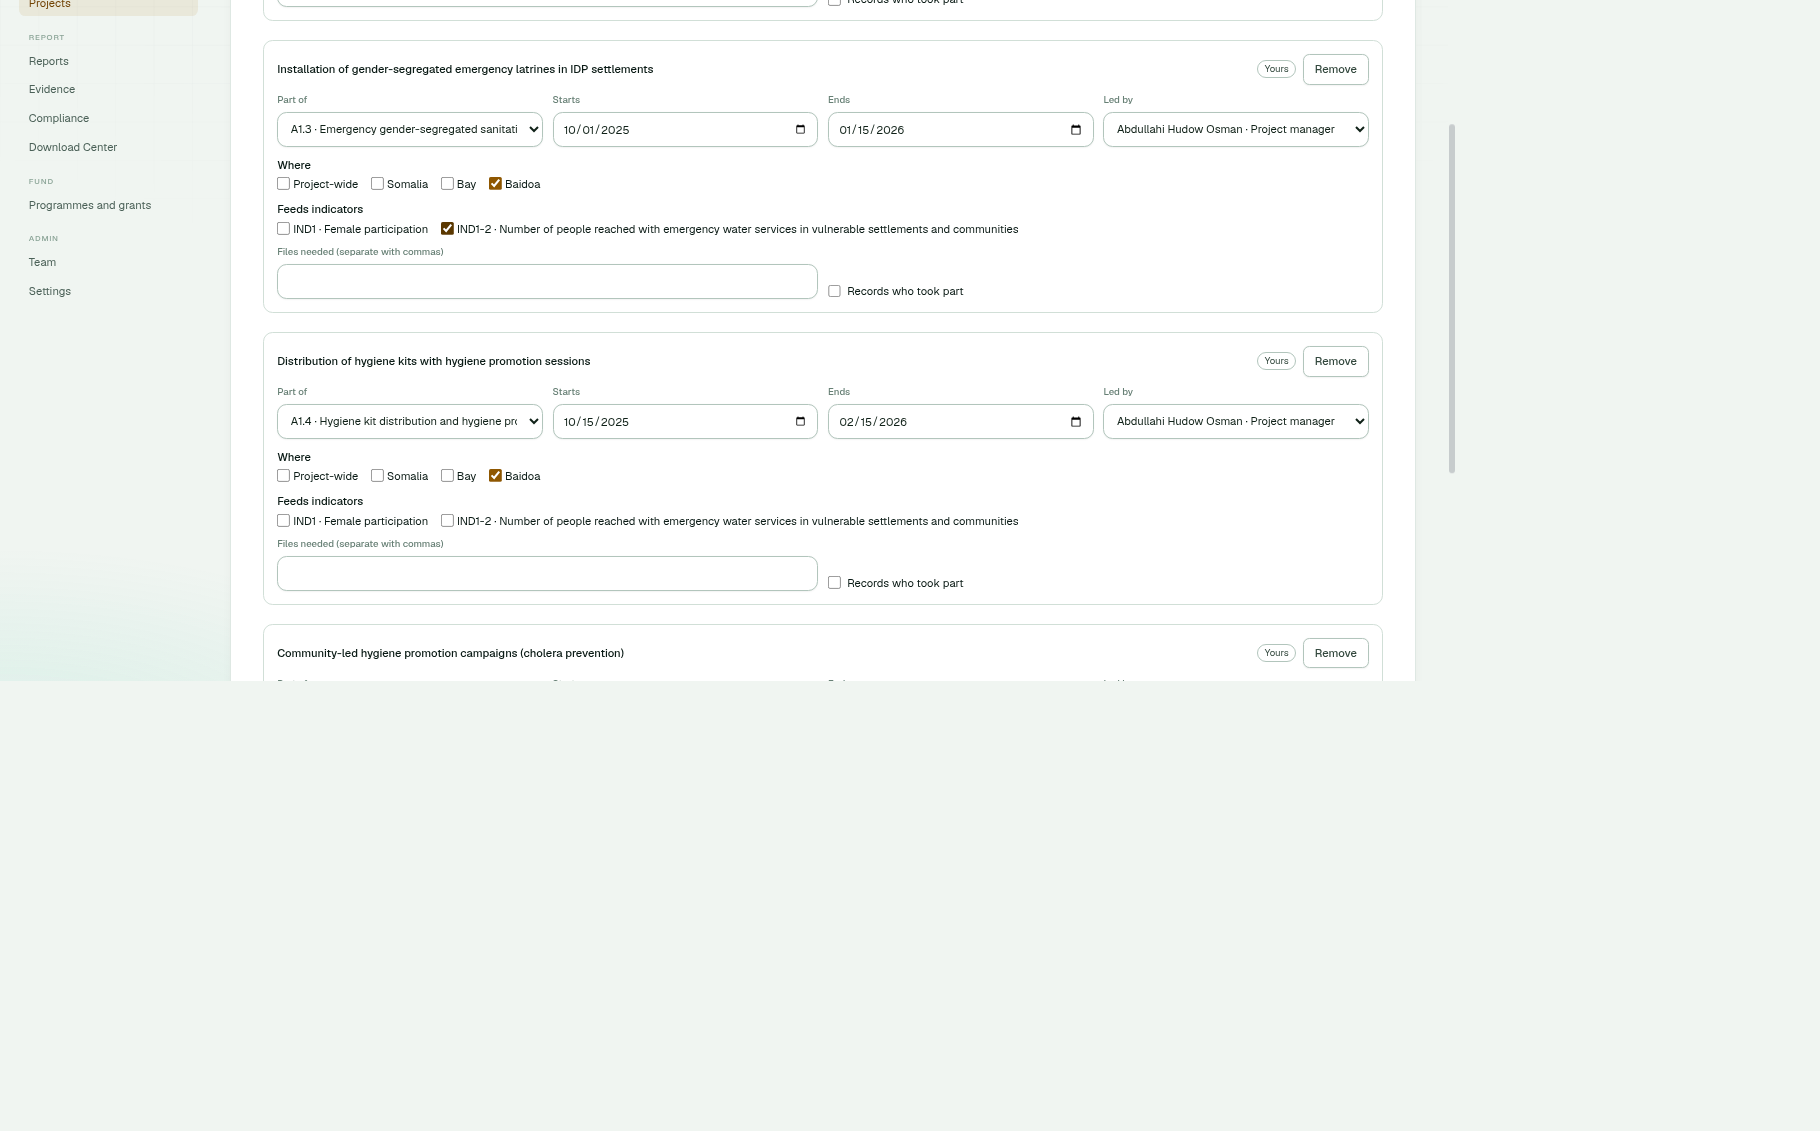 Projects
REPORT
Reports
Evidence
Compliance
Download Center
FUND
Programmes and grants
ADMIN
Team
Settings
Records who took part
Installation of gender-segregated emergency latrines in IDP settlements
Yours
Remove
Part of
Starts
Ends
Led by
A1.3 · Emergency gender-segregated sanitati
10/01/2025
01/15/2026
Abdullahi Hudow Osman · Project manager
Where
Project-wide
Somalia
Bay
Baidoa
Feeds indicators
IND1 · Female participation
IND1-2 · Number of people reached with emergency water services in vulnerable settlements and communities
Files needed (separate with commas)
Records who took part
Distribution of hygiene kits with hygiene promotion sessions
Yours
Remove
Part of
Starts
Ends
Led by
A1.4 · Hygiene kit distribution and hygiene pro
10/15/2025
02/15/2026
Abdullahi Hudow Osman · Project manager
Where
Project-wide
Somalia
Bay
Baidoa
Feeds indicators
IND1 · Female participation
IND1-2 · Number of people reached with emergency water services in vulnerable settlements and communities
Files needed (separate with commas)
Records who took part
Community-led hygiene promotion campaigns (cholera prevention)
Yours
Remove